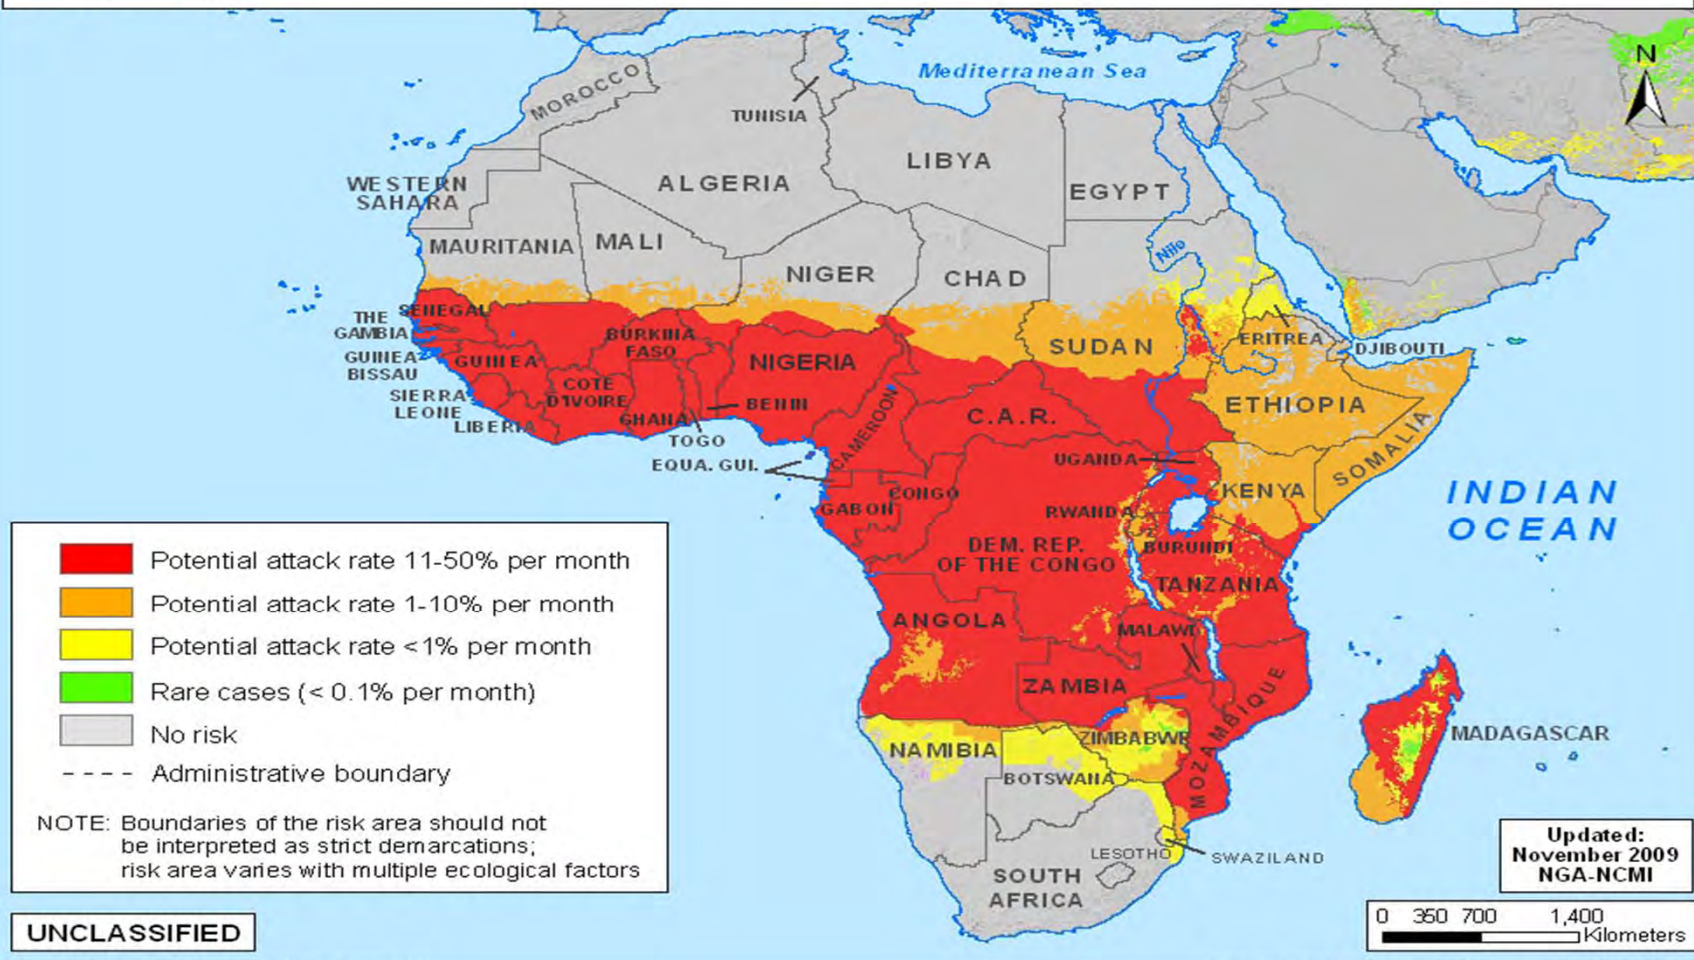 Mediterranean Sea
MOROCCO
TUNISIA
LIBYA
ALGERIA
EGYPT
WESTERN
SAHARA
MAURITANIA
MALI
NIGER
CHAD
Nilo
N
SENEGAL
THE
GAMBIA
GUINEA
BISSAU
GUINEA
SIERRA
LEONE
LIBERIA
COTE
D'IVOIRE
BURKINA
FASO
GHANA
TOGO
BENIN
NIGERIA
CAMEROON
EQUA. GUI.
C.A.R.
SUDAN
ERITREA
DJIBOUTI
ETHIOPIA
SOMALIA
UGANDA
KENYA
CONGO
GABON
RWANDA
BURUNDI
DEM. REP.
OF THE CONGO
TANZANIA
INDIAN
OCEAN
ANGOLA
MALAWI
ZAMBIA
MOZAMBIQUE
MADAGASCAR
NAMIBIA
ZIMBABWE
BOTSWANA
LESOTHO
SWAZILAND
SOUTH
AFRICA
Potential attack rate 11-50% per month
Potential attack rate 1-10% per month
Potential attack rate <1% per month
Rare cases (< 0.1% per month)
No risk
Administrative boundary
NOTE: Boundaries of the risk area should not
be interpreted as strict demarcations;
risk area varies with multiple ecological factors
UNCLASSIFIED
Updated:
November 2009
NGA-NCMI
0 350 700 1,400
Kilometers